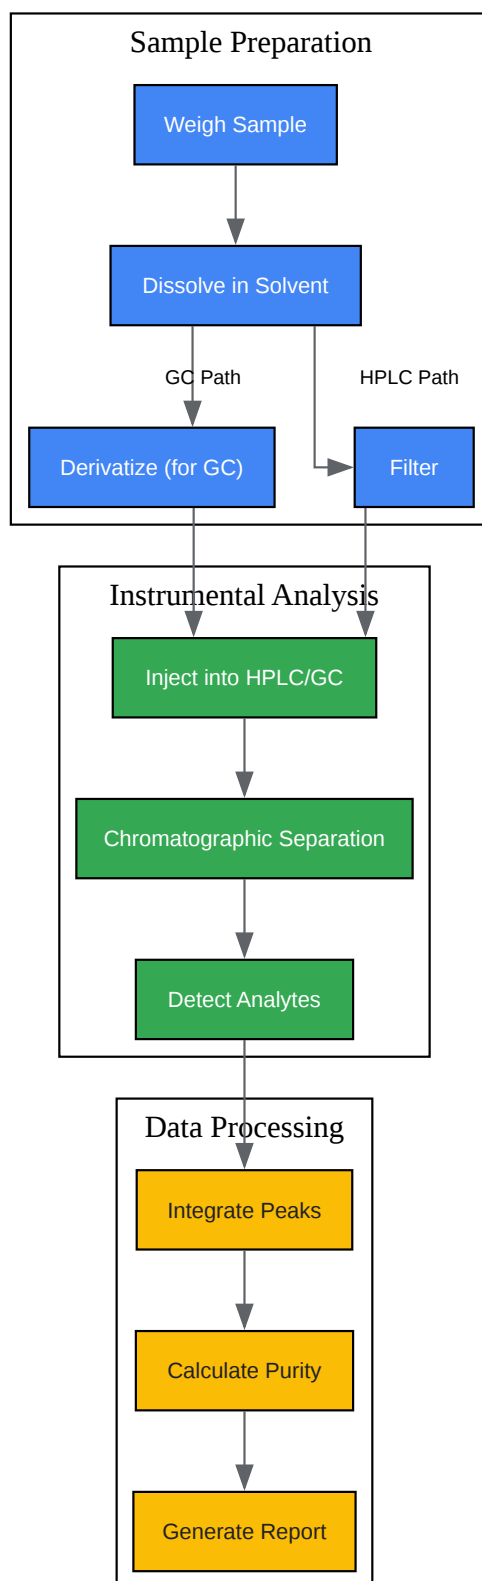 Sample Preparation
Weigh Sample
Dissolve in Solvent
GC Path
HPLC Path
Derivatize (for GC)
Filter
Instrumental Analysis
Inject into HPLC/GC
Chromatographic Separation
Detect Analytes
Data Processing
Integrate Peaks
Calculate Purity
Generate Report